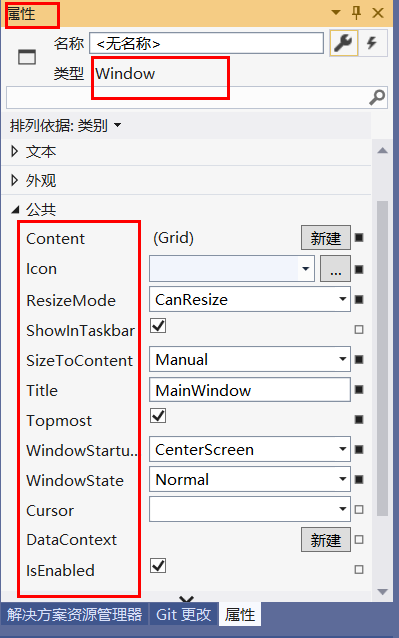 属性
名称 <无名称>
类型 Window
排列依据: 类别
文本
外观
公共
Content (Grid) 新建
Icon ...
ResizeMode CanResize
ShowInTaskbar
SizeToContent Manual
Title MainWindow
Topmost
WindowStartu... CenterScreen
WindowState Normal
Cursor
DataContext 新建
IsEnabled
解决方案资源管理器 Git 更改 属性